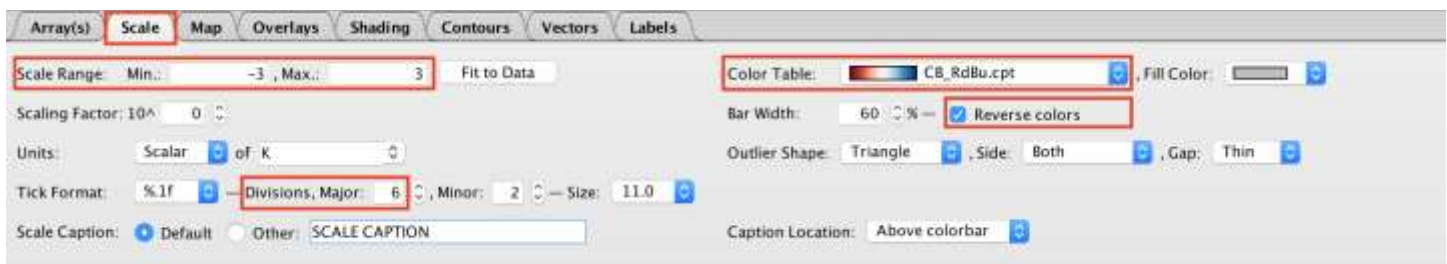 Array(s) Scale Map Overlays Shading Contours Vectors Labels
Scale Range: Min.: -3 , Max.: 3 Fit to Data Color Table: CB_RdBu.cpt , Fill Color:
Scaling Factor: 10^ 0 Bar Width: 60 % — Reverse colors
Units: Scalar of K Outlier Shape: Triangle , Side: Both , Gap: Thin
Tick Format: %.1f — Divisions, Major: 6 , Minor: 2 — Size: 11.0
Scale Caption: Default Other: SCALE CAPTION Caption Location: Above colorbar